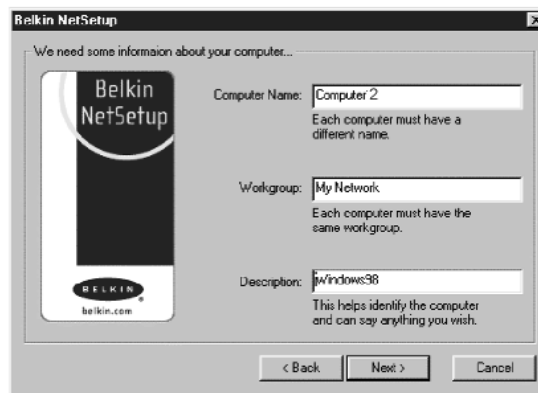 Belkin NetSetup
We need some informaion about your computer...
Belkin
NetSetup
BELKIN
belkin.com
Computer Name:
Computer 2
Each computer must have a
different name.
Workgroup:
My Network
Each computer must have the
same workgroup.
Description:
Windows98
This helps identify the computer
and can say anything you wish.
< Back
Next >
Cancel